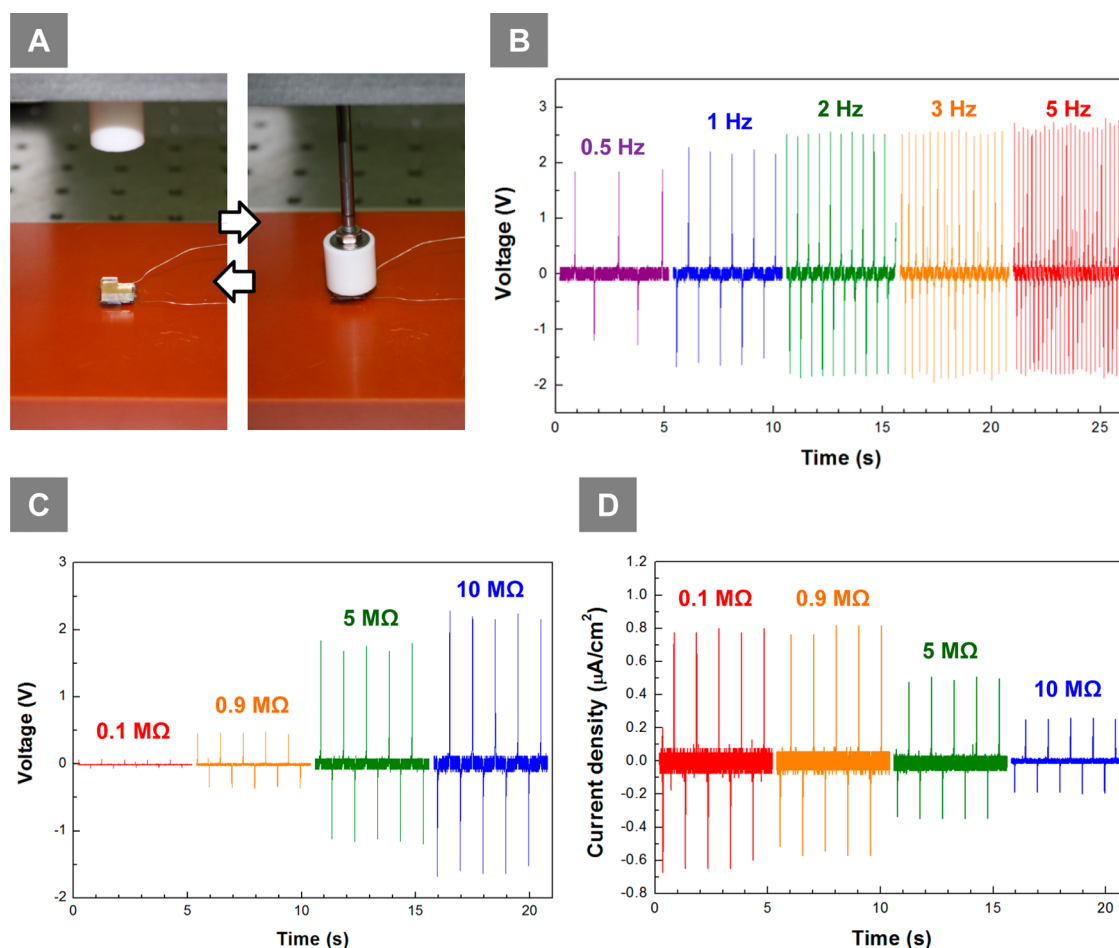 A
B
Voltage (V)
3
2
1
0
-1
-2
0.5 Hz
1 Hz
2 Hz
3 Hz
5 Hz
0 5 10 15 20 25
Time (s)
C
Voltage (V)
3
2
1
0
-1
-2
0.1 MΩ
0.9 MΩ
5 MΩ
10 MΩ
0 5 10 15 20
Time (s)
D
Current density (μA/cm²)
1.2
1.0
0.8
0.6
0.4
0.2
0.0
-0.2
-0.4
-0.6
-0.8
0.1 MΩ
0.9 MΩ
5 MΩ
10 MΩ
0 5 10 15 20
Time (s)